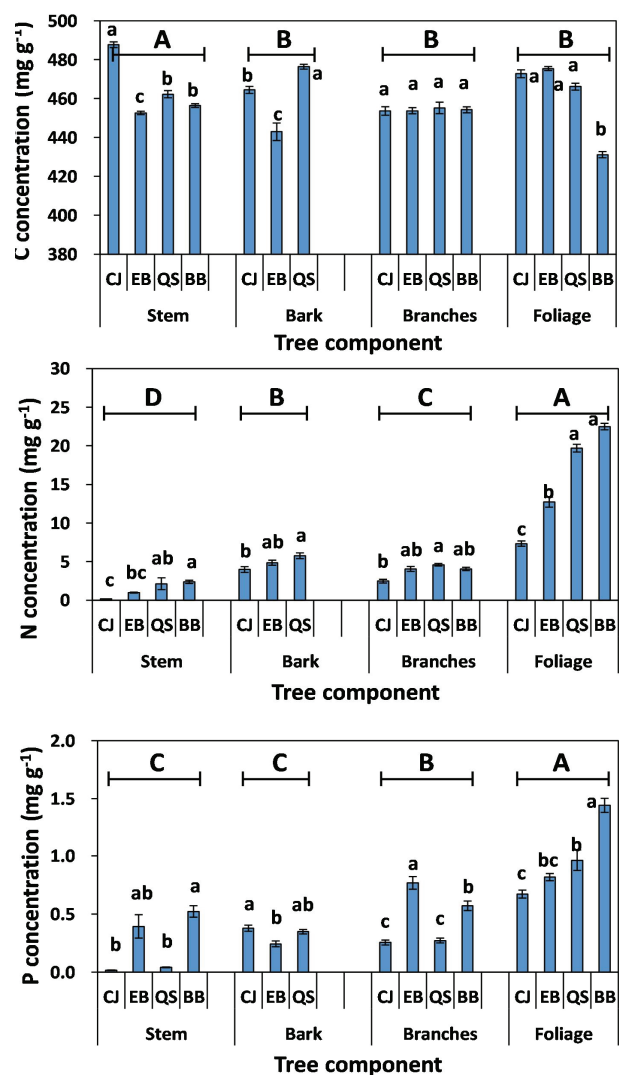 C concentration (mg g-1)
500
480
460
440
420
400
380
A B B B
a c b b b c a a a a a a a a b
CJ EB QS BB CJ EB QS CJ EB QS BB CJ EB QS BB
Stem Bark Branches Foliage
Tree component
N concentration (mg g-1)
30
25
20
15
10
5
0
D B C A
c bc ab a b ab a b ab a ab c b a a
CJ EB QS BB CJ EB QS CJ EB QS BB CJ EB QS BB
Stem Bark Branches Foliage
Tree component
P concentration (mg g-1)
2.0
1.5
1.0
0.5
0.0
C C B A
b ab b a a b ab c a c b c bc b a
CJ EB QS BB CJ EB QS CJ EB QS BB CJ EB QS BB
Stem Bark Branches Foliage
Tree component